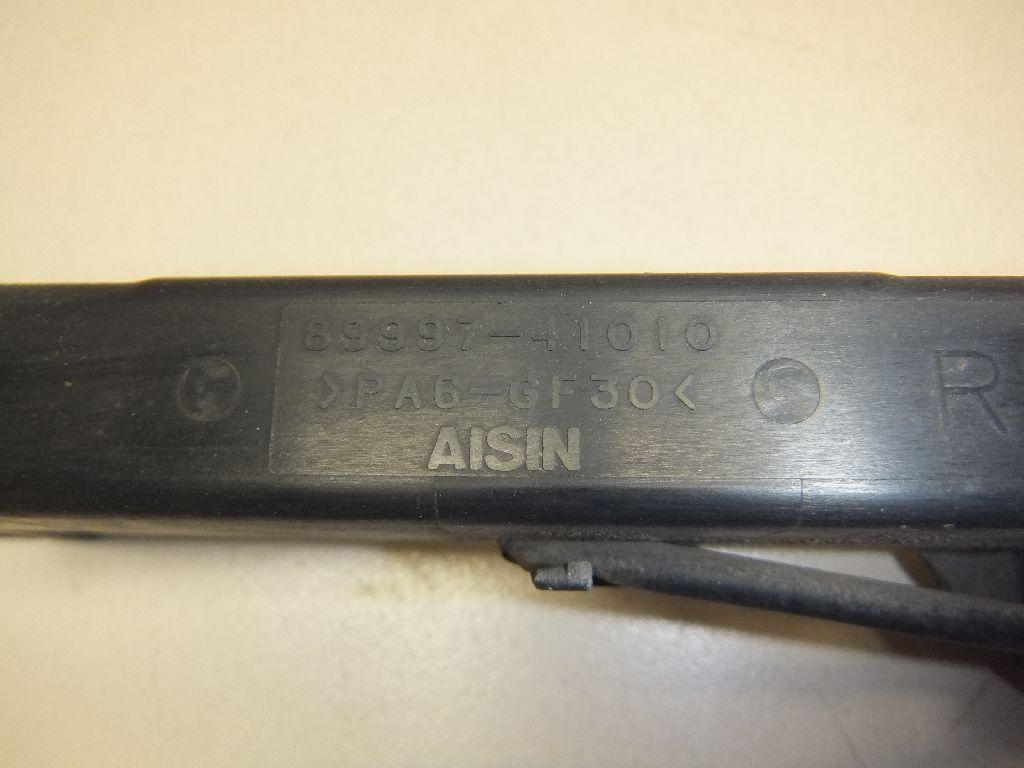 89997-41010
>PA6-GF30<
AISIN
R